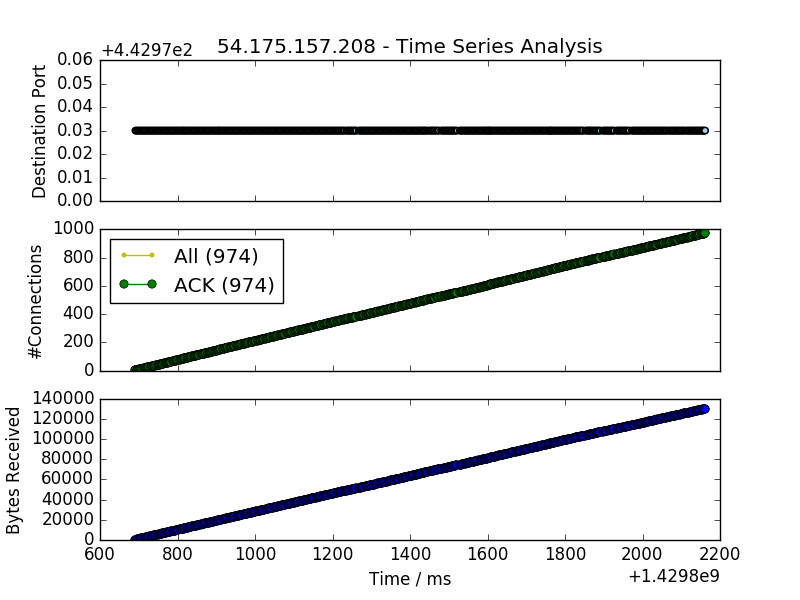 +4.4297e2
54.175.157.208 - Time Series Analysis
Destination Port
0.06
0.05
0.04
0.03
0.02
0.01
0.00
#Connections
1000
800
600
400
200
0
All (974)
ACK (974)
Bytes Received
140000
120000
100000
80000
60000
40000
20000
0
600 800 1000 1200 1400 1600 1800 2000 2200
Time / ms
+1.4298e9